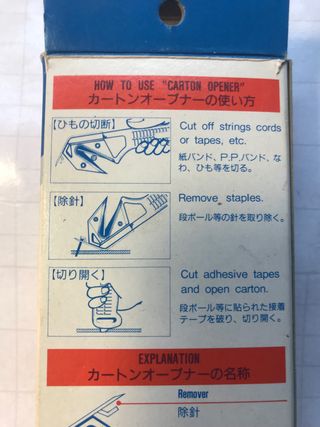 HOW TO USE "CARTON OPENER"
カートンオープナーの使い方
【ひもの切断】
Cut off strings cords
or tapes, etc.
紙バンド、P.P.バンド、な
わ、ひも等を切る。
【除針】
Remove staples.
段ボール等の針を取り除く。
【切り開く】
Cut adhesive tapes
and open carton.
段ボール等に貼られた接着
テープを破り、切り開く。
EXPLANATION
カートンオープナーの名称
Remover
除針